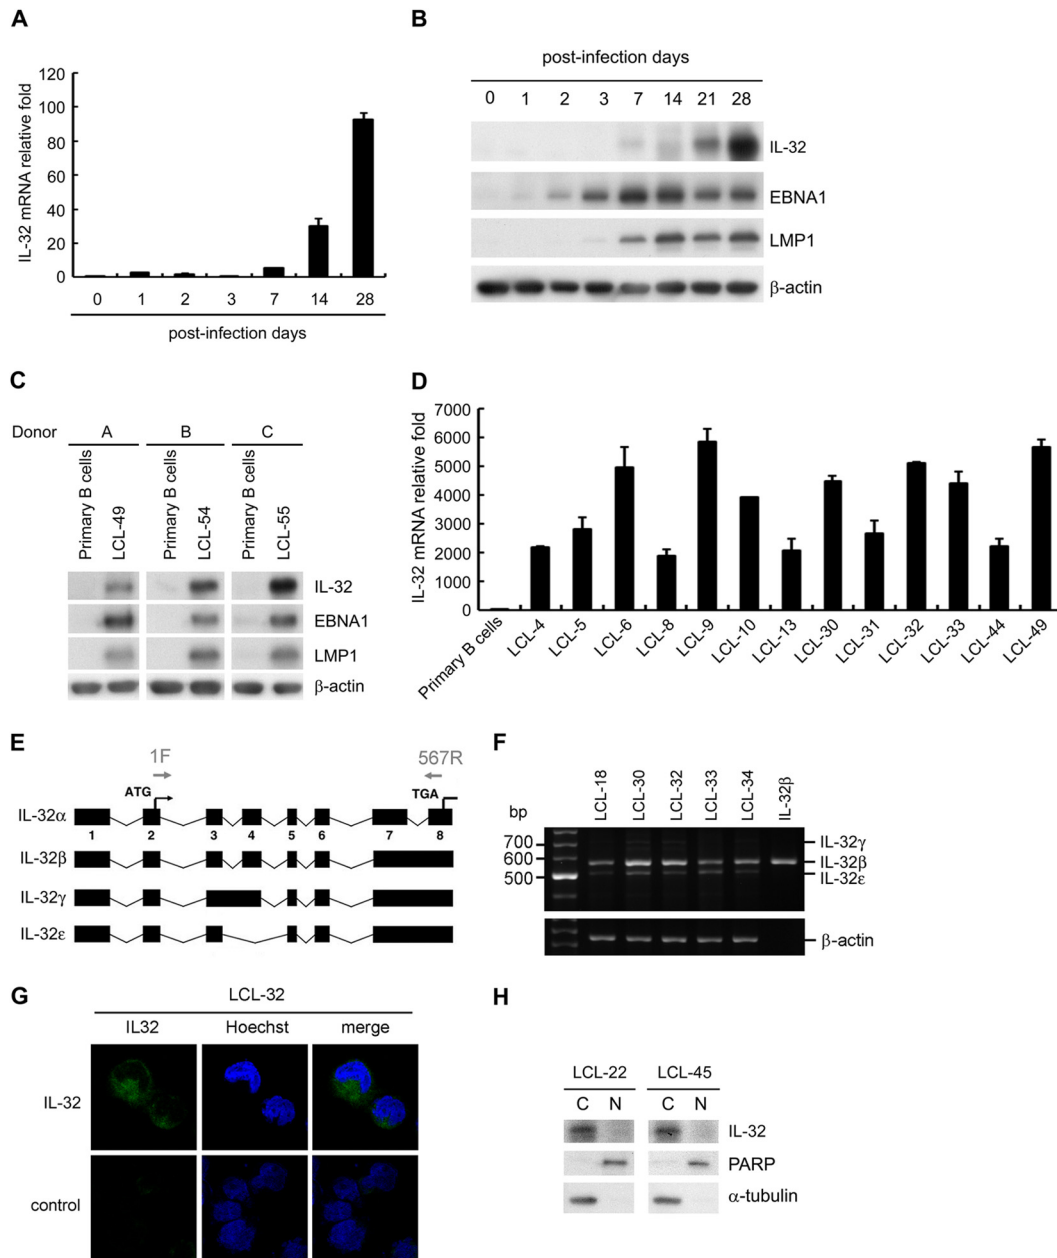 A
IL-32 mRNA relative fold
120
100
80
60
40
20
0
0 1 2 3 7 14 28
post-infection days
B
post-infection days
0 1 2 3 7 14 21 28
IL-32
EBNA1
LMP1
β-actin
C
Donor A B C
Primary B cells LCL-49 Primary B cells LCL-54 Primary B cells LCL-55
IL-32
EBNA1
LMP1
β-actin
D
IL-32 mRNA relative fold
7000
6000
5000
4000
3000
2000
1000
0
Primary B cells LCL-4 LCL-5 LCL-6 LCL-8 LCL-9 LCL-10 LCL-13 LCL-30 LCL-31 LCL-32 LCL-33 LCL-44 LCL-49
E
1F 567R
ATG TGA
IL-32α
1 2 3 4 5 6 7 8
IL-32β
IL-32γ
IL-32ε
F
LCL-18 LCL-30 LCL-32 LCL-33 LCL-34 IL-32β
bp
700
600
500
IL-32γ
IL-32β
IL-32ε
β-actin
G
LCL-32
IL32 Hoechst merge
IL-32
control
H
LCL-22 LCL-45
C N C N
IL-32
PARP
α-tubulin